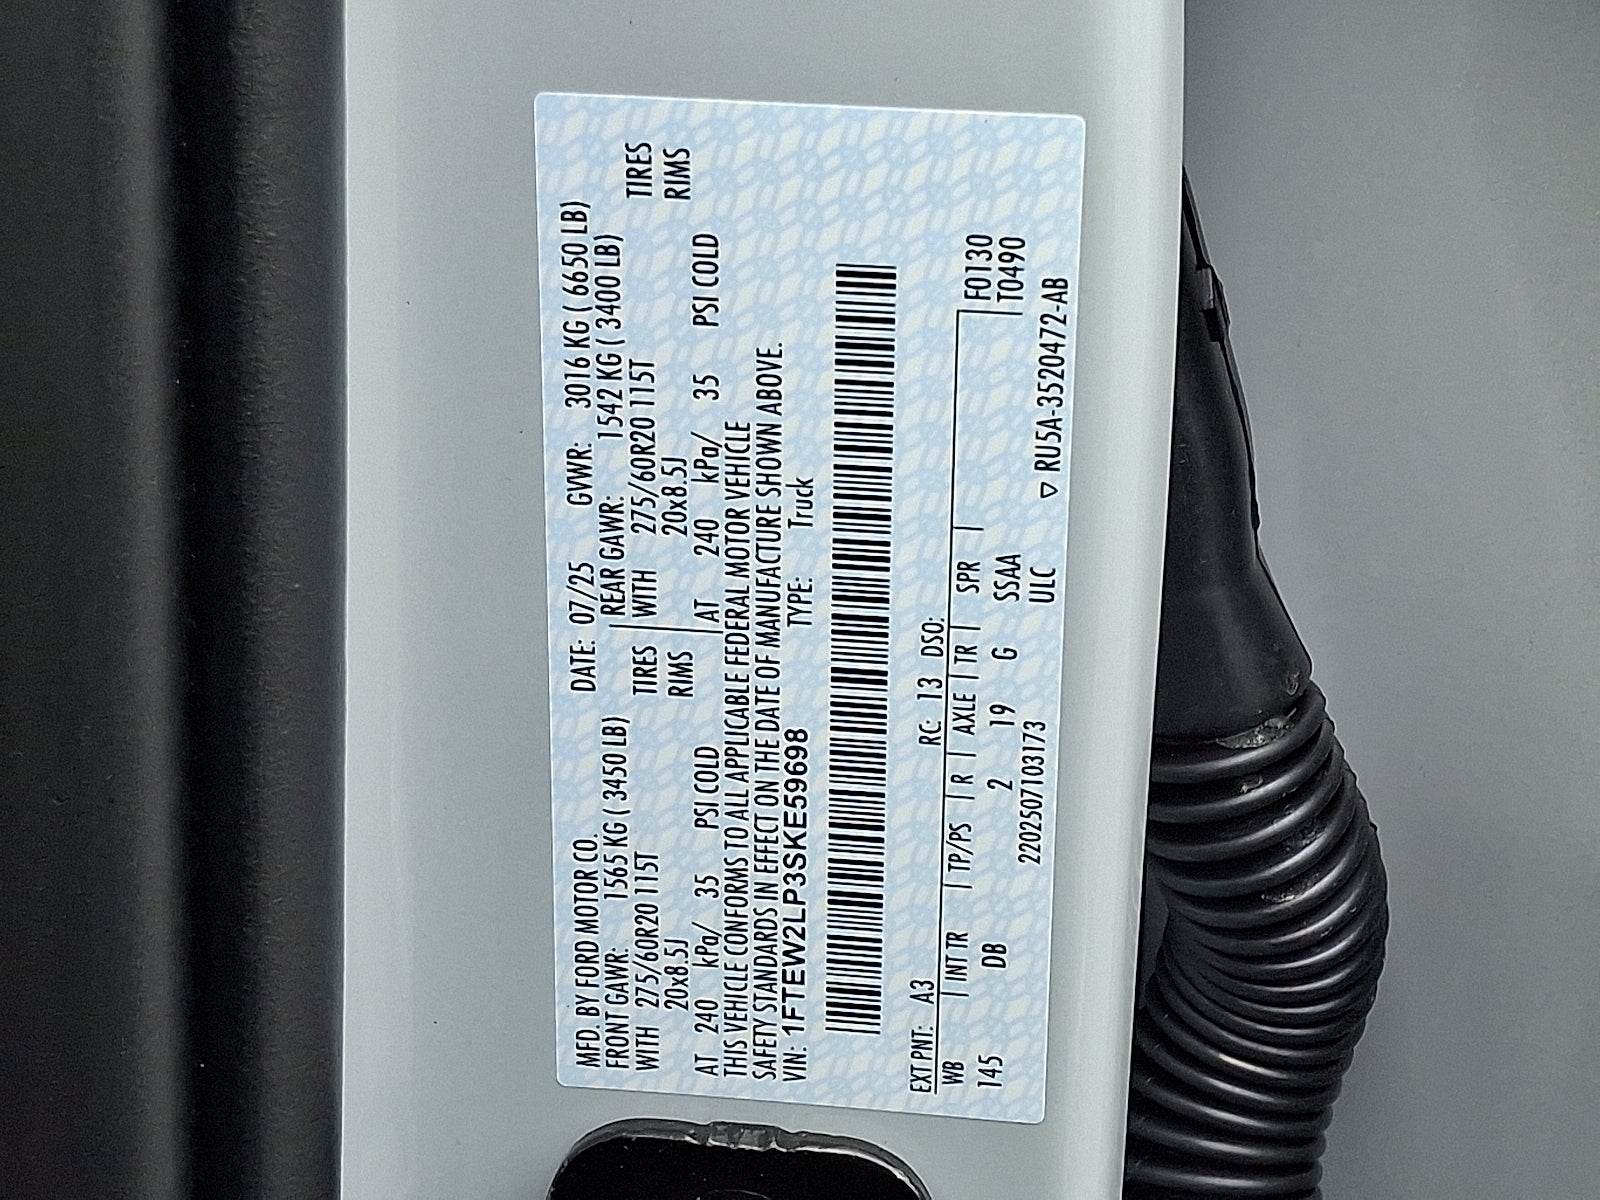 MFD. BY FORD MOTOR CO. DATE: 07/25 GVWR: 3016 KG ( 6650 LB)
FRONT GAWR: 1565 KG ( 3450 LB) REAR GAWR: 1542 KG ( 3400 LB)
WITH 275/60R20 115T TIRES WITH 275/60R20 115T TIRES
20x8.5J RIMS 20x8.5J RIMS
AT 240 kPa/ 35 PSI COLD AT 240 kPa/ 35 PSI COLD
THIS VEHICLE CONFORMS TO ALL APPLICABLE FEDERAL MOTOR VEHICLE
SAFETY STANDARDS IN EFFECT ON THE DATE OF MANUFACTURE SHOWN ABOVE.
VIN: 1FTEW2LP3SKE59698 TYPE: Truck
EXT PNT: A3 RC: 13 DSO:
WB | INT TR | TP/PS | R | AXLE | TR | SPR | F0130
145 DB 2 19 G SSAA T0490
2202507103173 ULC ▽ RU5A-3520472-AB